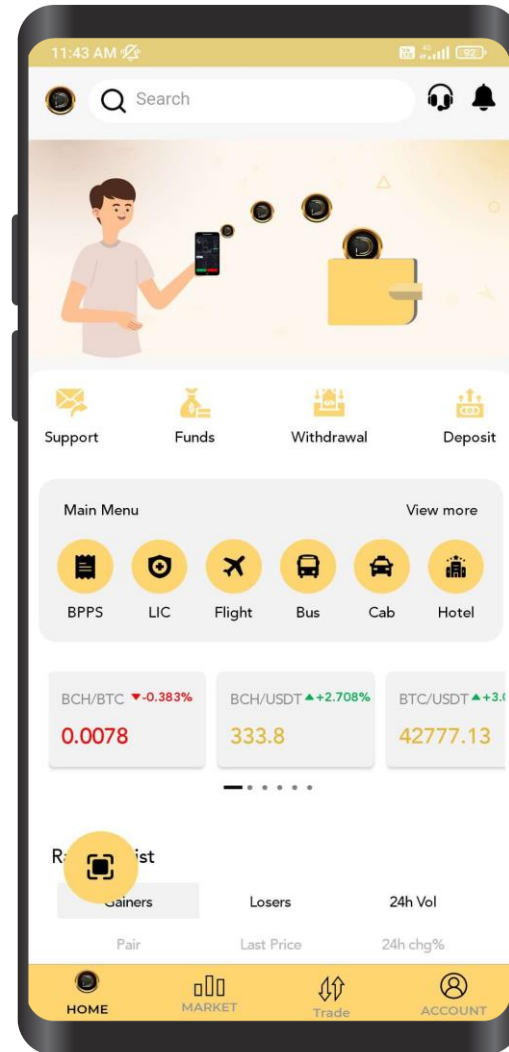 11:43 AM
92
Search
Support Funds Withdrawal Deposit
Main Menu View more
BPPS LIC Flight Bus Cab Hotel
BCH/BTC ▼-0.383% BCH/USDT ▲+2.708% BTC/USDT ▲+3.
0.0078 333.8 42777.13
Gainers Losers 24h Vol
Pair Last Price 24h chg%
HOME MARKET Trade ACCOUNT